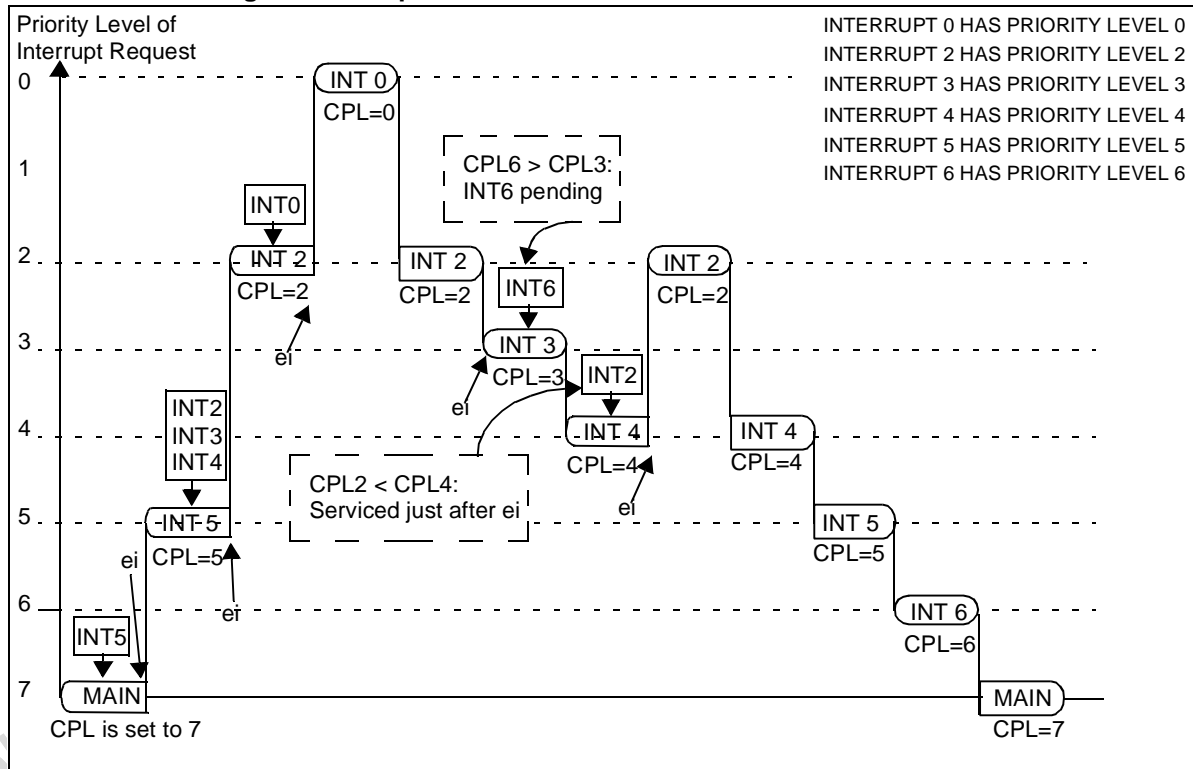 Priority Level of
Interrupt Request
INTERRUPT 0 HAS PRIORITY LEVEL 0
INTERRUPT 2 HAS PRIORITY LEVEL 2
INTERRUPT 3 HAS PRIORITY LEVEL 3
INTERRUPT 4 HAS PRIORITY LEVEL 4
INTERRUPT 5 HAS PRIORITY LEVEL 5
INTERRUPT 6 HAS PRIORITY LEVEL 6
0
INT 0
CPL=0
1
CPL6 > CPL3:
INT6 pending
INT0
2
INT 2
CPL=2
INT 2
CPL=2
INT 2
CPL=2
INT6
ei
3
INT 3
CPL=3
ei
INT2
INT2
INT3
INT4
4
INT 4
CPL=4
INT 4
CPL=4
CPL2 < CPL4:
Serviced just after ei
ei
5
INT 5
CPL=5
INT 5
CPL=5
ei
ei
6
INT 6
CPL=6
INT5
7
MAIN
CPL is set to 7
MAIN
CPL=7